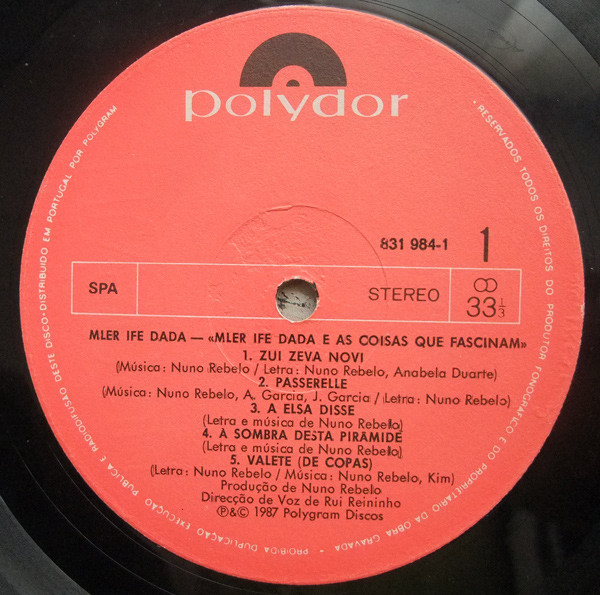 polydor
831 984-1 1
SPA STEREO ∞ 33 1/3
MLER IFE DADA — «MLER IFE DADA E AS COISAS QUE FASCINAM»
1. ZUI ZEVA NOVI
(Música: Nuno Rebelo / Letra: Nuno Rebelo, Anabela Duarte)
2. PASSERELLE
(Música: Nuno Rebelo, A. Garcia, J. Garcia / Letra: Nuno Rebelo)
3. A ELSA DISSE
(Letra e música de Nuno Rebelo)
4. À SOMBRA DESTA PIRÂMIDE
(Letra e música de Nuno Rebelo)
5. VALETE (DE COPAS)
(Letra: Nuno Rebelo / Música: Nuno Rebelo, Kim)
Produção de Nuno Rebelo
Direcção de Voz de Rui Reininho
℗&© 1987 Polygram Discos
• RESERVADOS TODOS OS DIREITOS DO PRODUTOR FONOGRÁFICO E DO PROPRIETÁRIO DA OBRA GRAVADA • PROIBIDA DUPLICAÇÃO EXECUÇÃO PÚBLICA E RADIODIFUSÃO DESTE DISCO • DISTRIBUÍDO EM PORTUGAL POR POLYGRAM